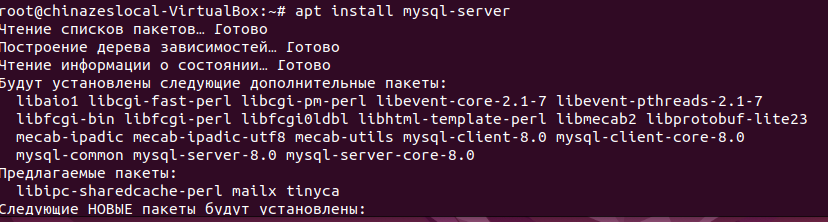 root@chinazeslocal-VirtualBox:~# apt install mysql-server
Чтение списков пакетов… Готово
Построение дерева зависимостей… Готово
Чтение информации о состоянии… Готово
Будут установлены следующие дополнительные пакеты:
libaio1 libcgi-fast-perl libcgi-pm-perl libevent-core-2.1-7 libevent-pthreads-2.1-7
libfcgi-bin libfcgi-perl libfcgi0ldbl libhtml-template-perl libmecab2 libprotobuf-lite23
mecab-ipadic mecab-ipadic-utf8 mecab-utils mysql-client-8.0 mysql-client-core-8.0
mysql-common mysql-server-8.0 mysql-server-core-8.0
Предлагаемые пакеты:
libipc-sharedcache-perl mailx tinyca
Следующие НОВЫЕ пакеты будут установлены: